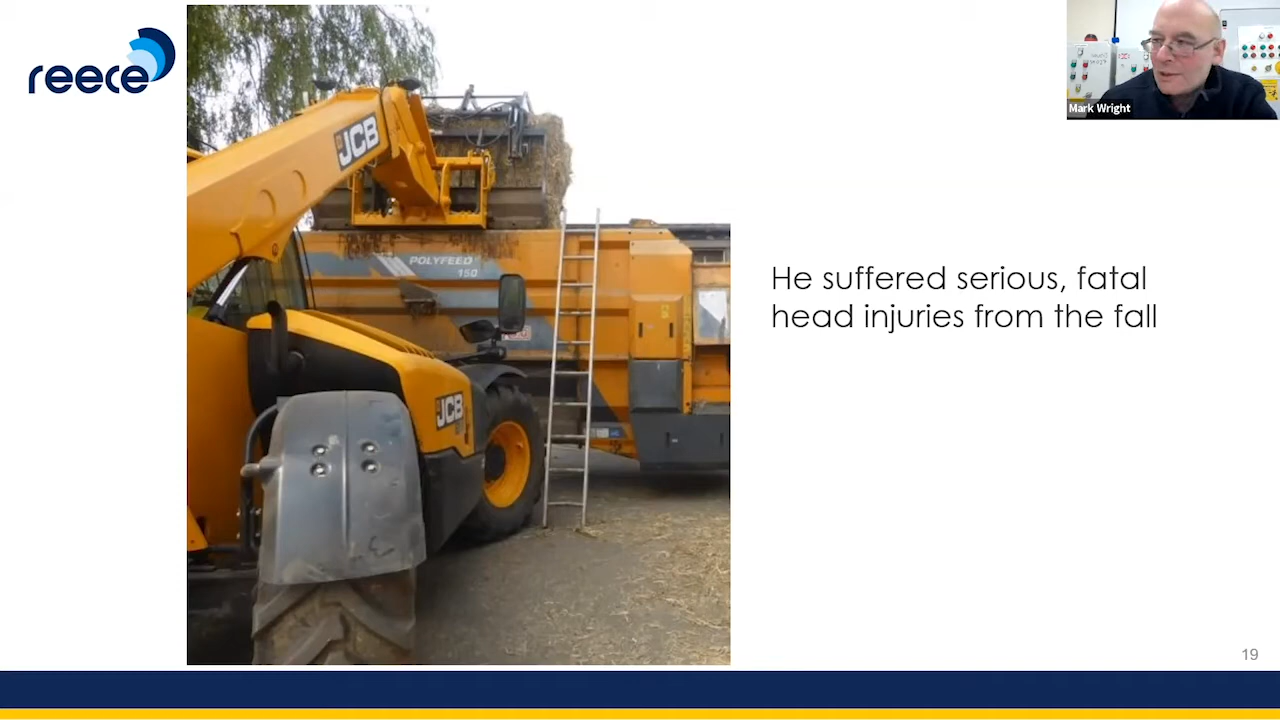 reece
Mark Wright
JCB
POLYFEED
150
He suffered serious, fatal
head injuries from the fall
JCB
19